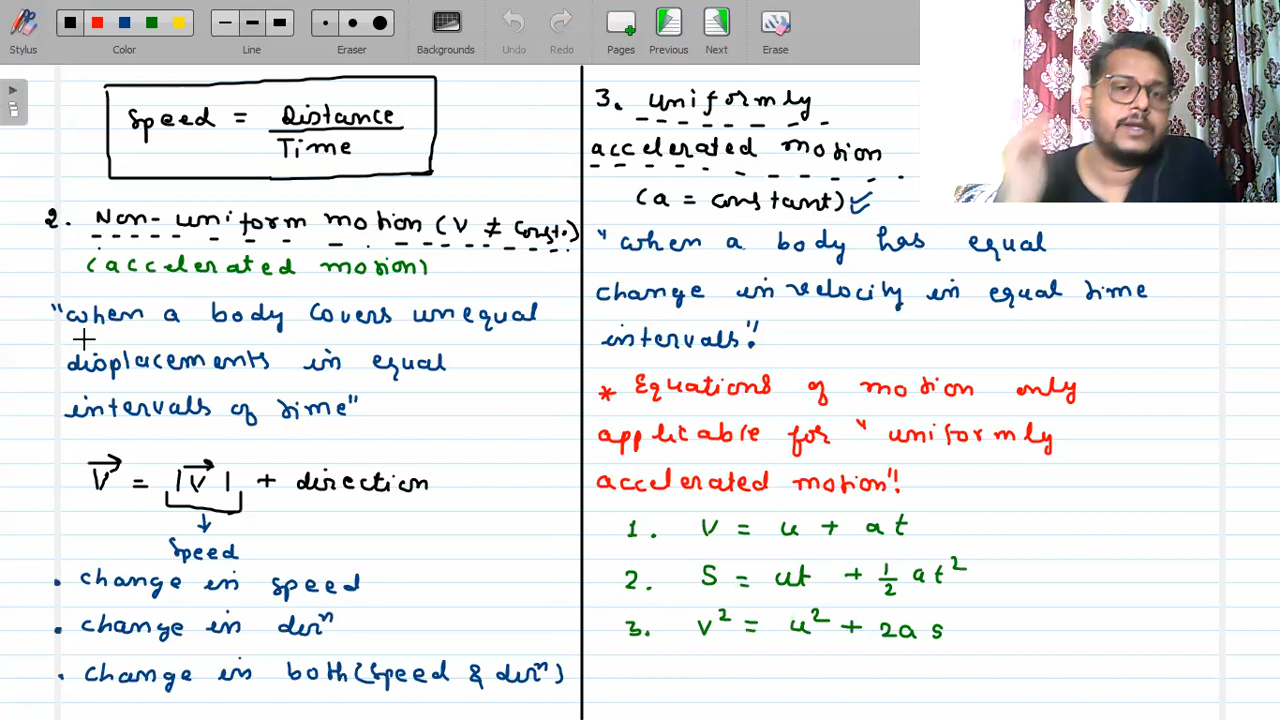 Stylus
Color
Line
Eraser
Backgrounds
Undo
Redo
Pages
Previous
Next
Erase
Speed = Distance
Time
2. Non-uniform motion (V ≠ Const.)
(accelerated motion)
"when a body covers unequal
displacements in equal
intervals of time"
V⃗ = |V⃗| + direction
Speed
• change in speed
• change in dirⁿ
• change in both (Speed & dirⁿ)
3. uniformly
accelerated motion
(a = constant) ✓
"when a body has equal
change in velocity in equal time
intervals".
* Equations of motion only
applicable for "uniformly
accelerated motion".
1. V = u + at
2. S = ut + ½ at²
3. v² = u² + 2as